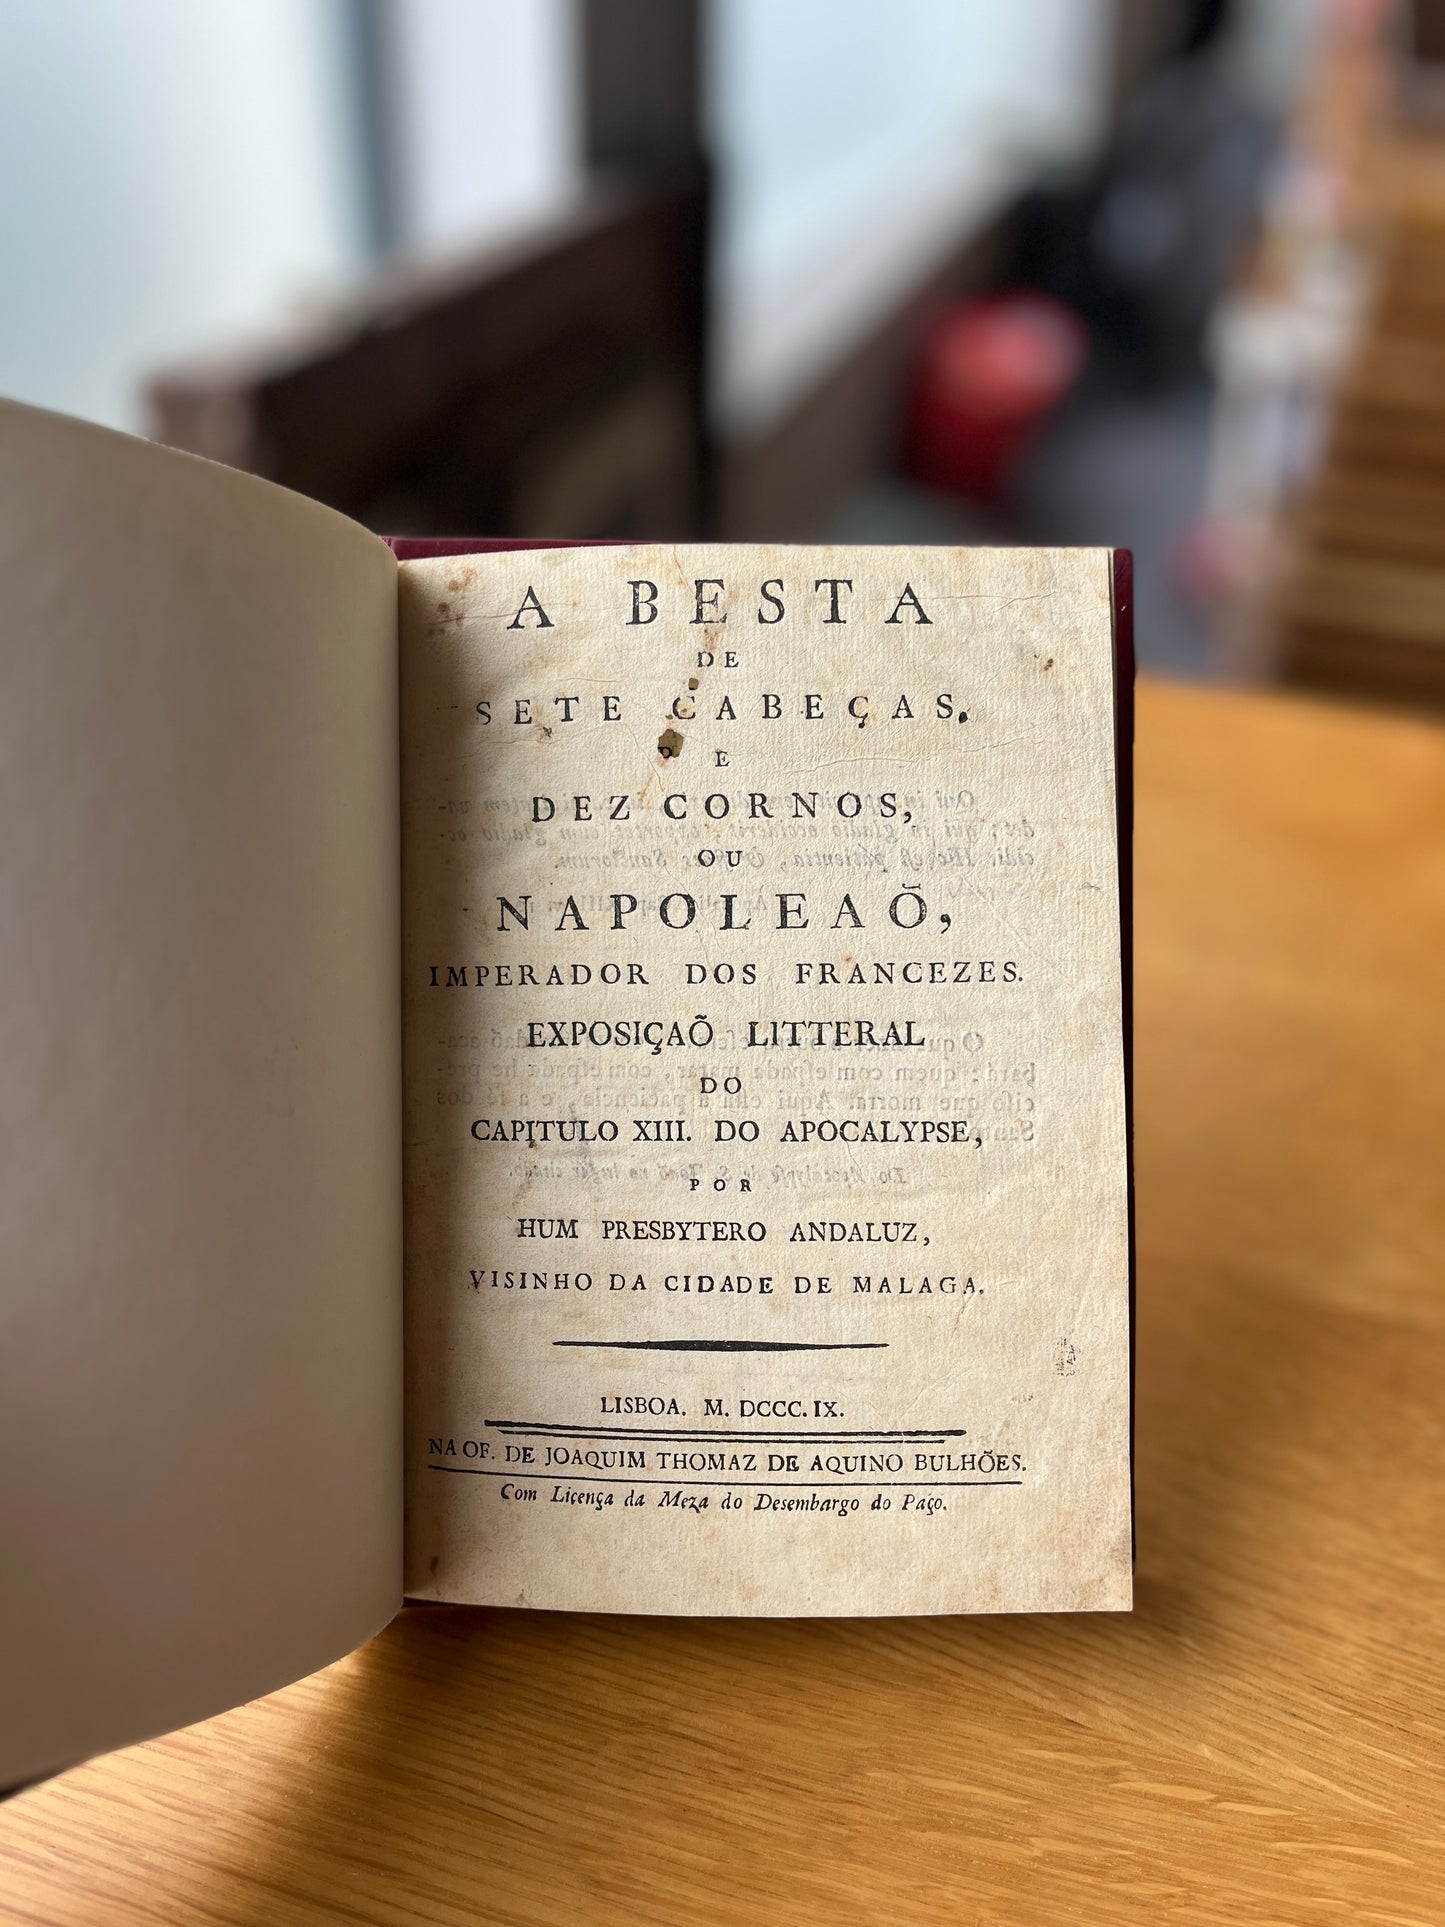 A BESTA
DE
SETE CABEÇAS,
E
DEZ CORNOS,
OU
NAPOLEAÕ,
IMPERADOR DOS FRANCEZES.
EXPOSIÇAÕ LITTERAL
DO
CAPITULO XIII. DO APOCALYPSE,
POR
HUM PRESBYTERO ANDALUZ,
VISINHO DA CIDADE DE MALAGA.
LISBOA. M. DCCC. IX.
NA OF. DE JOAQUIM THOMAZ DE AQUINO BULHÕES.
Com Licença da Meza do Desembargo do Paço.